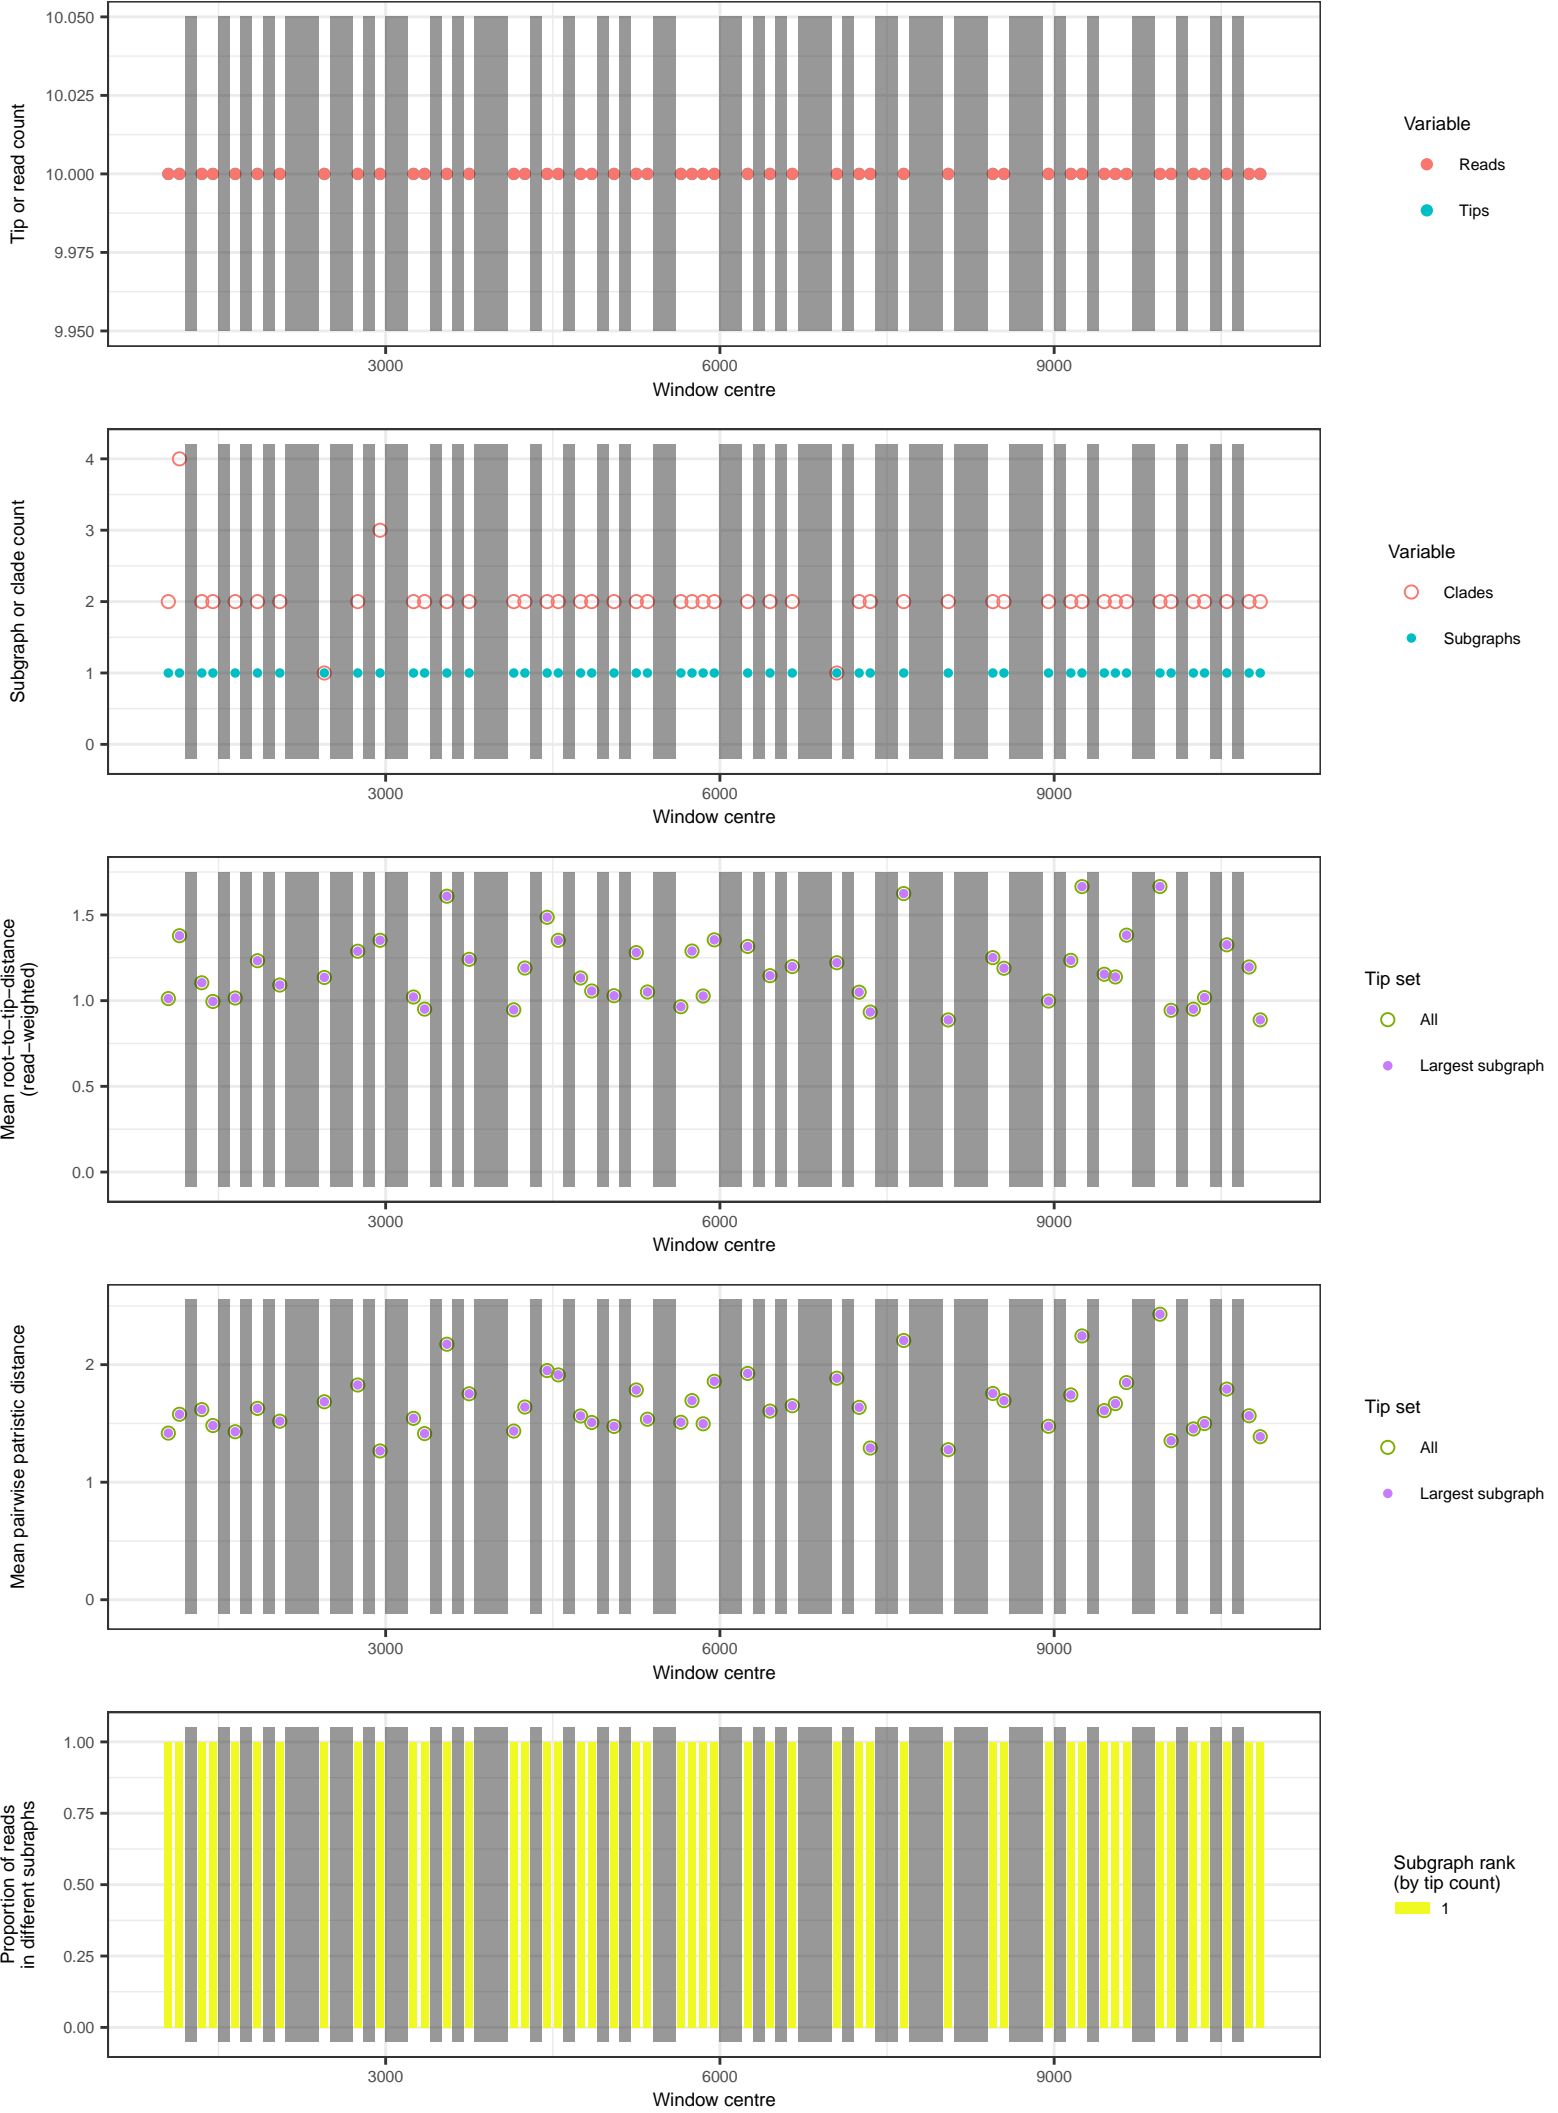 10.050
10.025
10.000
9.975
9.950
Tip or read count
3000 6000 9000
Window centre
Variable
Reads
Tips
4
3
2
1
0
Subgraph or clade count
3000 6000 9000
Window centre
Variable
Clades
Subgraphs
1.5
1.0
0.5
0.0
Mean root−to−tip−distance
(read−weighted)
3000 6000 9000
Window centre
Tip set
All
Largest subgraph
2
1
0
Mean pairwise patristic distance
3000 6000 9000
Window centre
Tip set
All
Largest subgraph
1.00
0.75
0.50
0.25
0.00
Proportion of reads
in different subraphs
3000 6000 9000
Window centre
Subgraph rank
(by tip count)
1